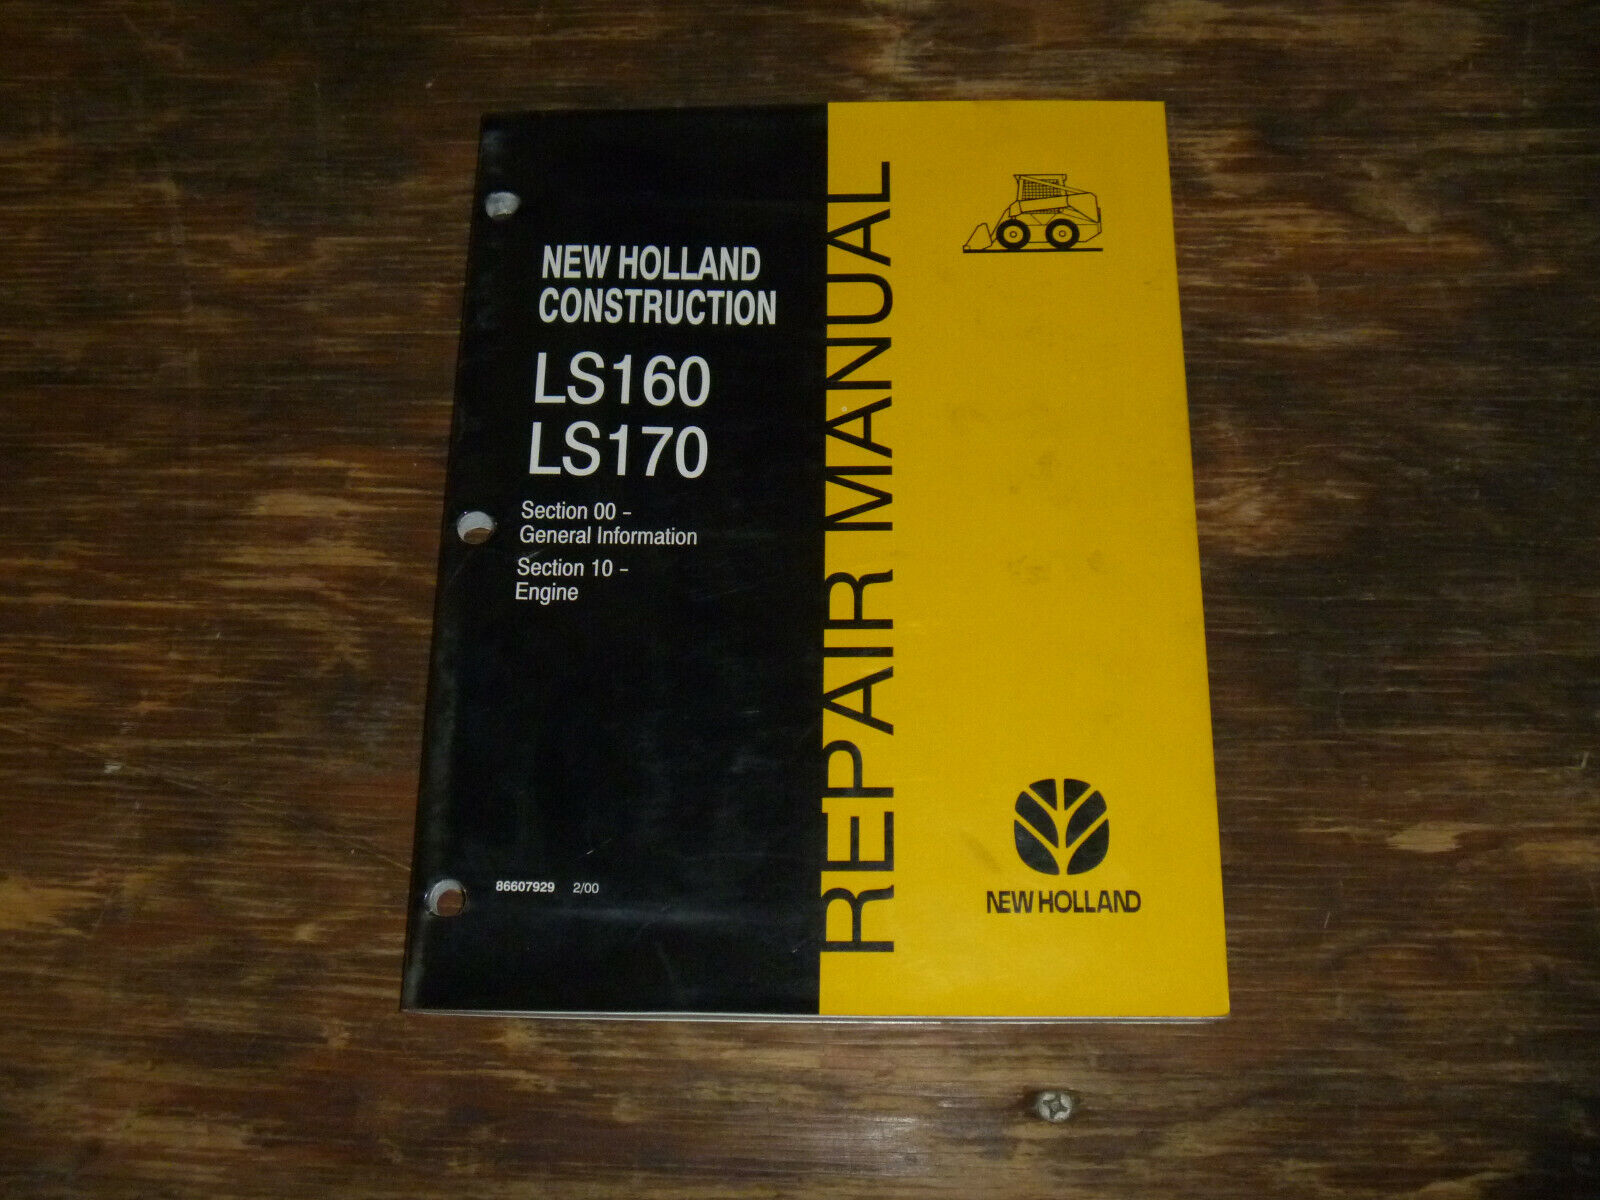 NEW HOLLAND
CONSTRUCTION
LS160
LS170
Section 00 –
General Information
Section 10 –
Engine
86607929 2/00
REPAIR MANUAL
NEW HOLLAND